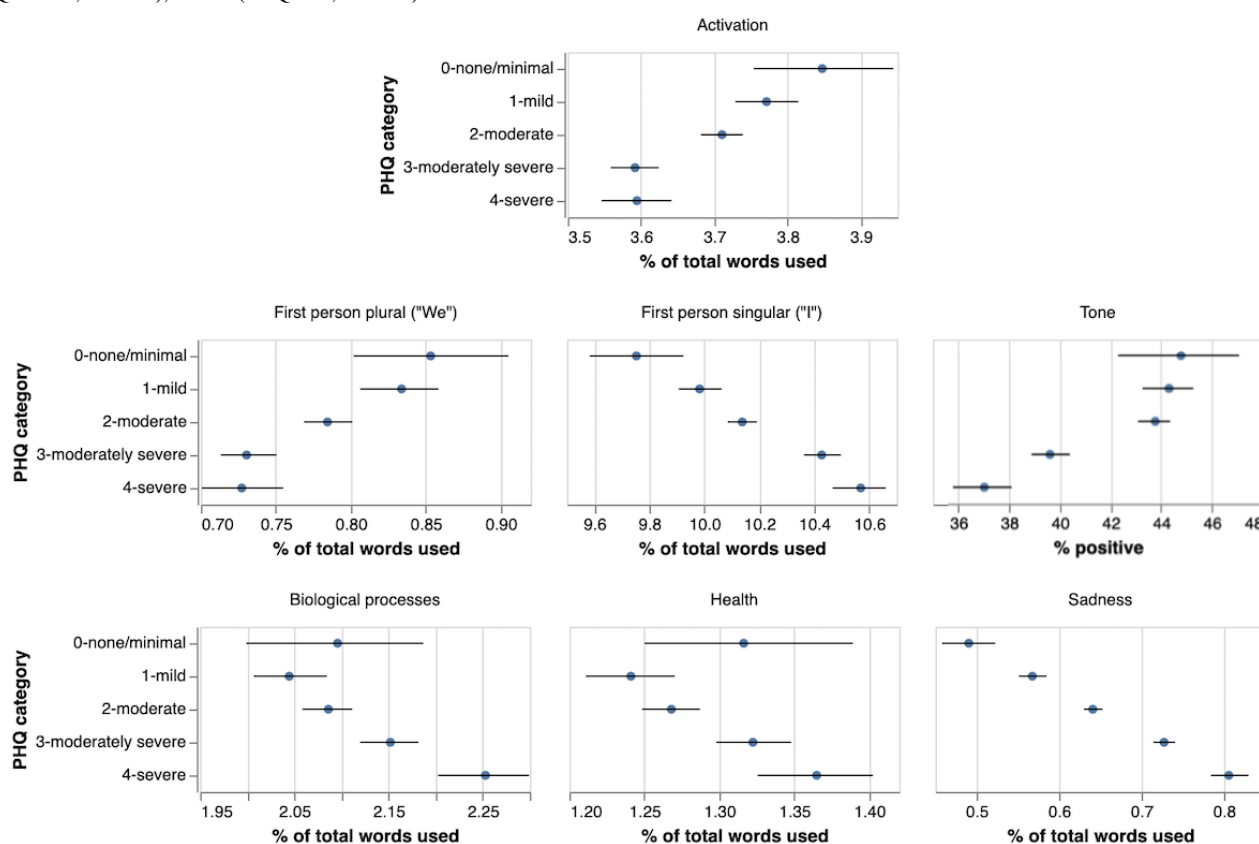 Activation
PHQ category
0-none/minimal
1-mild
2-moderate
3-moderately severe
4-severe
3.5 3.6 3.7 3.8 3.9
% of total words used
First person plural ("We")
First person singular ("I")
Tone
PHQ category
0-none/minimal
1-mild
2-moderate
3-moderately severe
4-severe
0.70 0.75 0.80 0.85 0.90
9.6 9.8 10.0 10.2 10.4 10.6
36 38 40 42 44 46 48
% of total words used
% of total words used
% positive
Biological processes
Health
Sadness
PHQ category
0-none/minimal
1-mild
2-moderate
3-moderately severe
4-severe
1.95 2.05 2.15 2.25
1.20 1.25 1.30 1.35 1.40
0.5 0.6 0.7 0.8
% of total words used
% of total words used
% of total words used